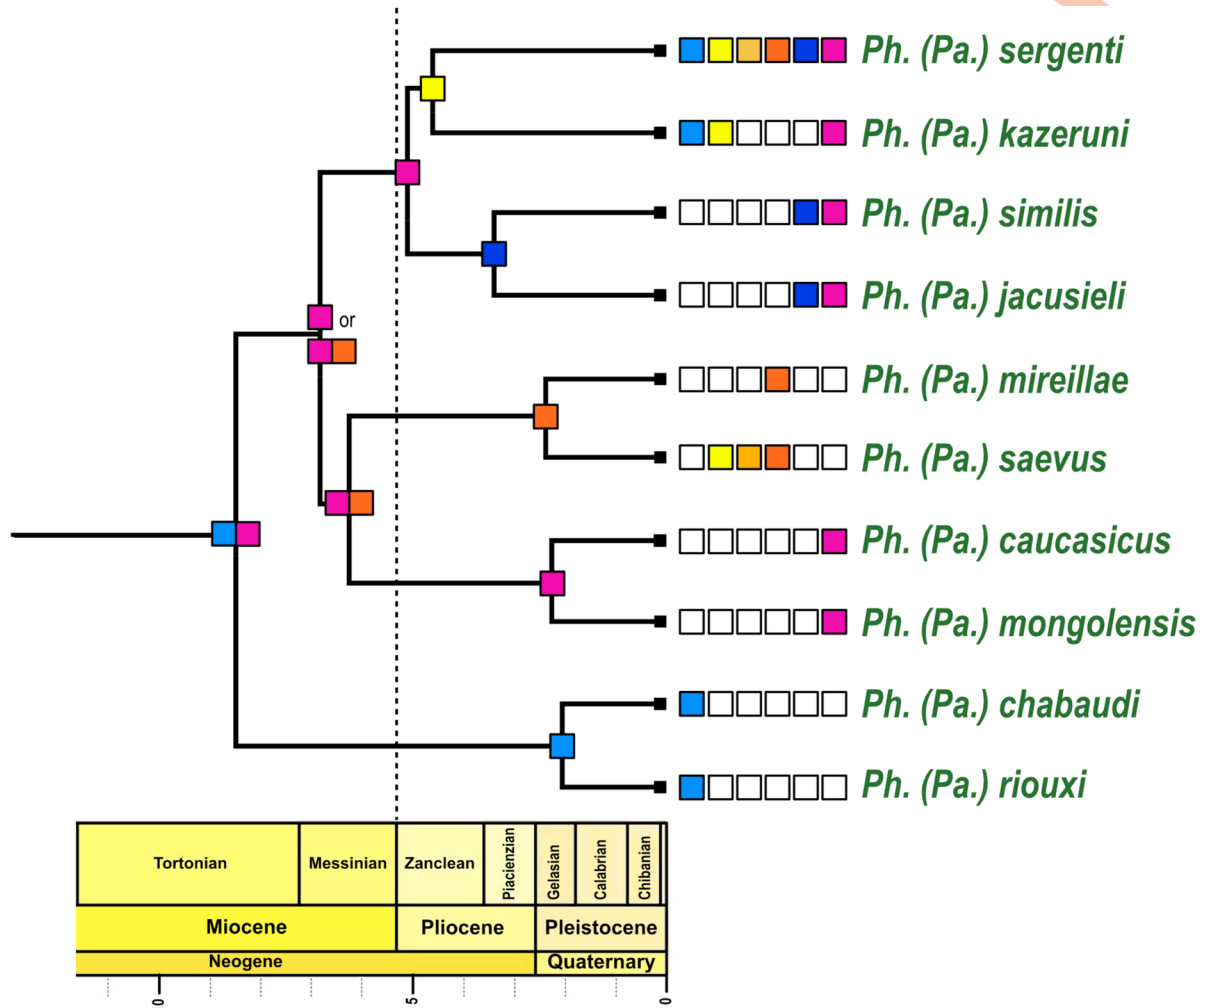 Ph. (Pa.) sergenti
Ph. (Pa.) kazeruni
Ph. (Pa.) similis
Ph. (Pa.) jacusieli
or
Ph. (Pa.) mireillae
Ph. (Pa.) saevus
Ph. (Pa.) caucasicus
Ph. (Pa.) mongolensis
Ph. (Pa.) chabaudi
Ph. (Pa.) riouxi
Tortonian Messinian Zanclean Piacienzian Gelasian Calabrian Chibanian
Miocene Pliocene Pleistocene
Neogene Quaternary
0 5 0